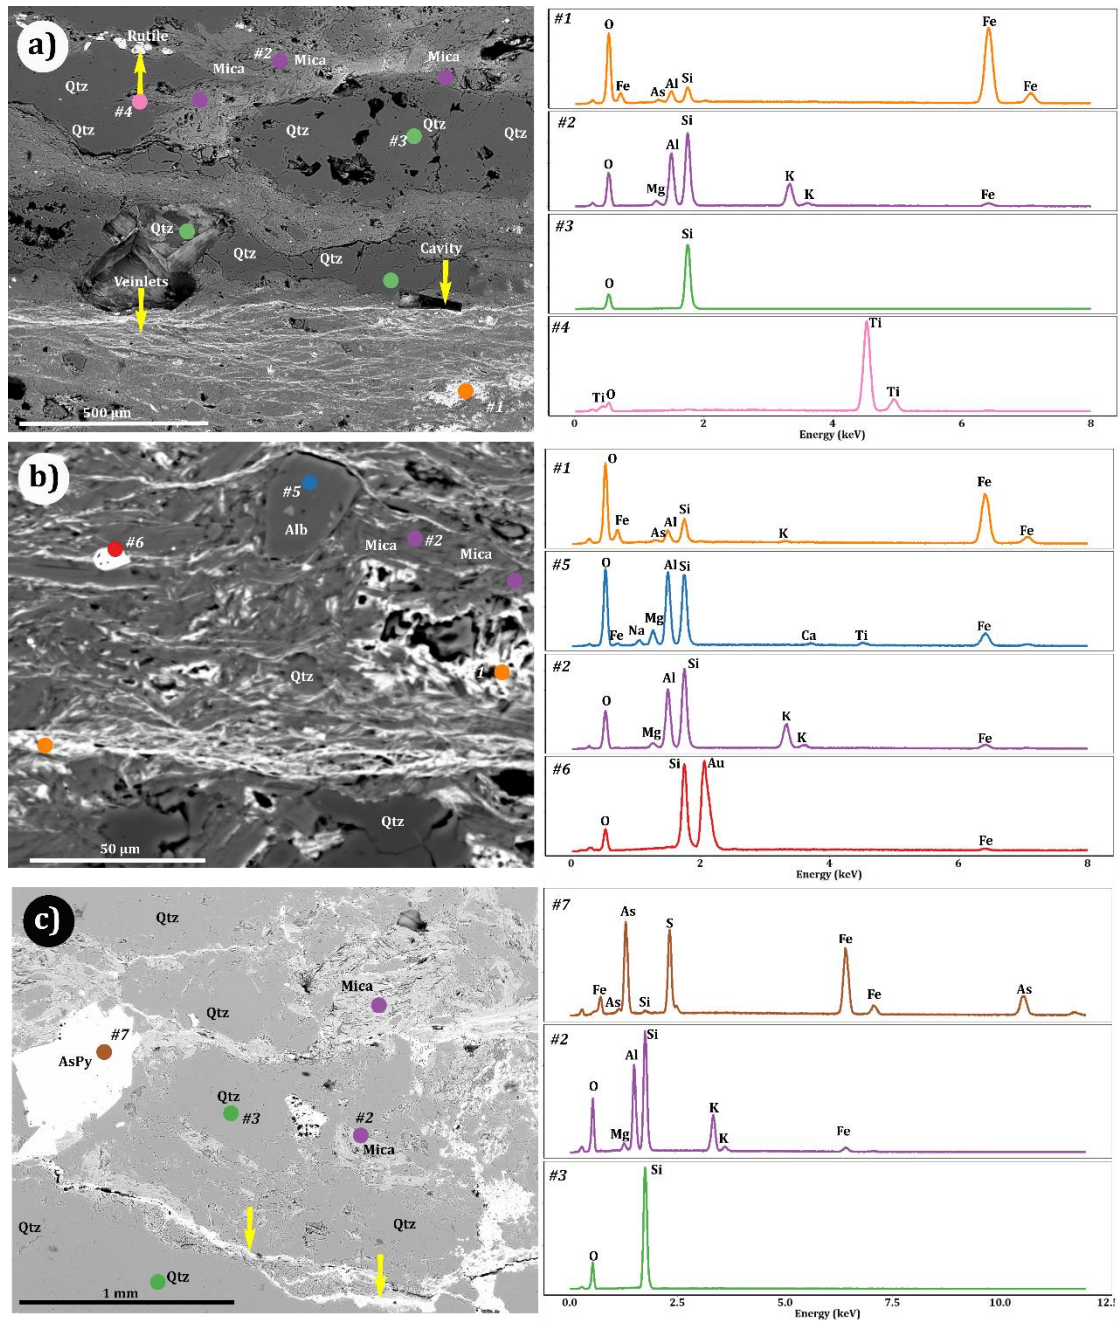 a)
Rutile
#2
Mica
Mica
Mica
Qtz
#4
Qtz
Qtz
#3
Qtz
Qtz
Qtz
Qtz
Cavity
Veinlets
#1
500 µm
#1
O
Fe
As
Al
Si
Fe
Fe
#2
O
Mg
Al
Si
K
K
Fe
#3
O
Si
#4
Ti
O
Ti
Ti
0
2
4
6
8
Energy (keV)
b)
#5
Alb
#6
Mica
#2
Mica
Qtz
1
Qtz
50 µm
#1
O
Fe
As
Al
Si
K
Fe
Fe
#5
O
Fe
Na
Mg
Al
Si
Ca
Ti
Fe
#2
O
Mg
Al
Si
K
K
Fe
#6
O
Si
Au
Fe
0
2
4
6
8
Energy (keV)
c)
Qtz
Mica
Qtz
#7
AsPy
Qtz
#3
#2
Mica
Qtz
Qtz
Qtz
1 mm
#7
Fe
As
As
Si
S
Fe
Fe
As
#2
O
Mg
Al
Si
K
K
Fe
#3
O
Si
0.0
2.5
5.0
7.5
10.0
12.5
Energy (keV)